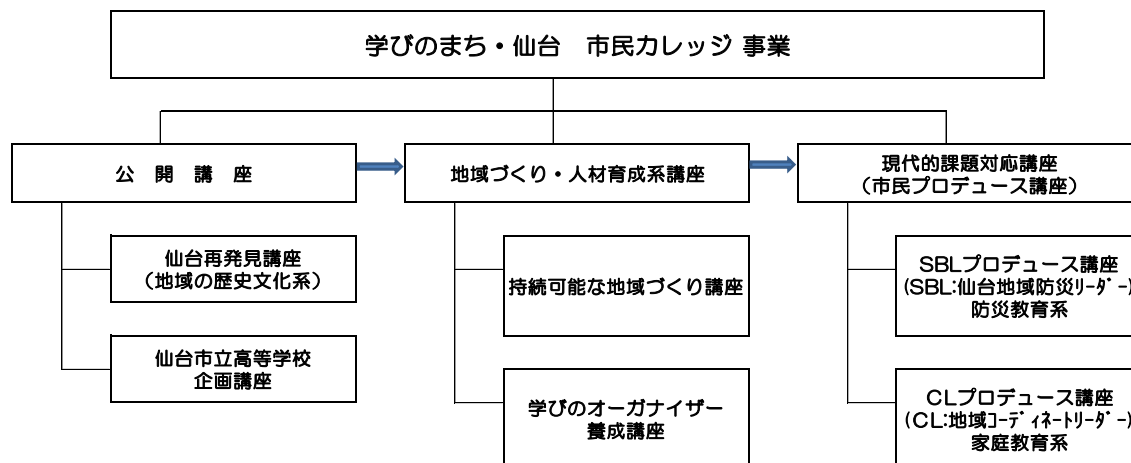 学びのまち・仙台　市民カレッジ 事業
公　開　講　座
仙台再発見講座
（地域の歴史文化系）
仙台市立高等学校
企画講座
地域づくり・人材育成系講座
持続可能な地域づくり講座
学びのオーガナイザー
養成講座
現代的課題対応講座
（市民プロデュース講座）
SBLプロデュース講座
(SBL:仙台地域防災ﾘｰﾀﾞｰ)
防災教育系
CLプロデュース講座
(CL:地域ｺｰﾃﾞｨﾈｰﾄﾘｰﾀﾞｰ)
家庭教育系